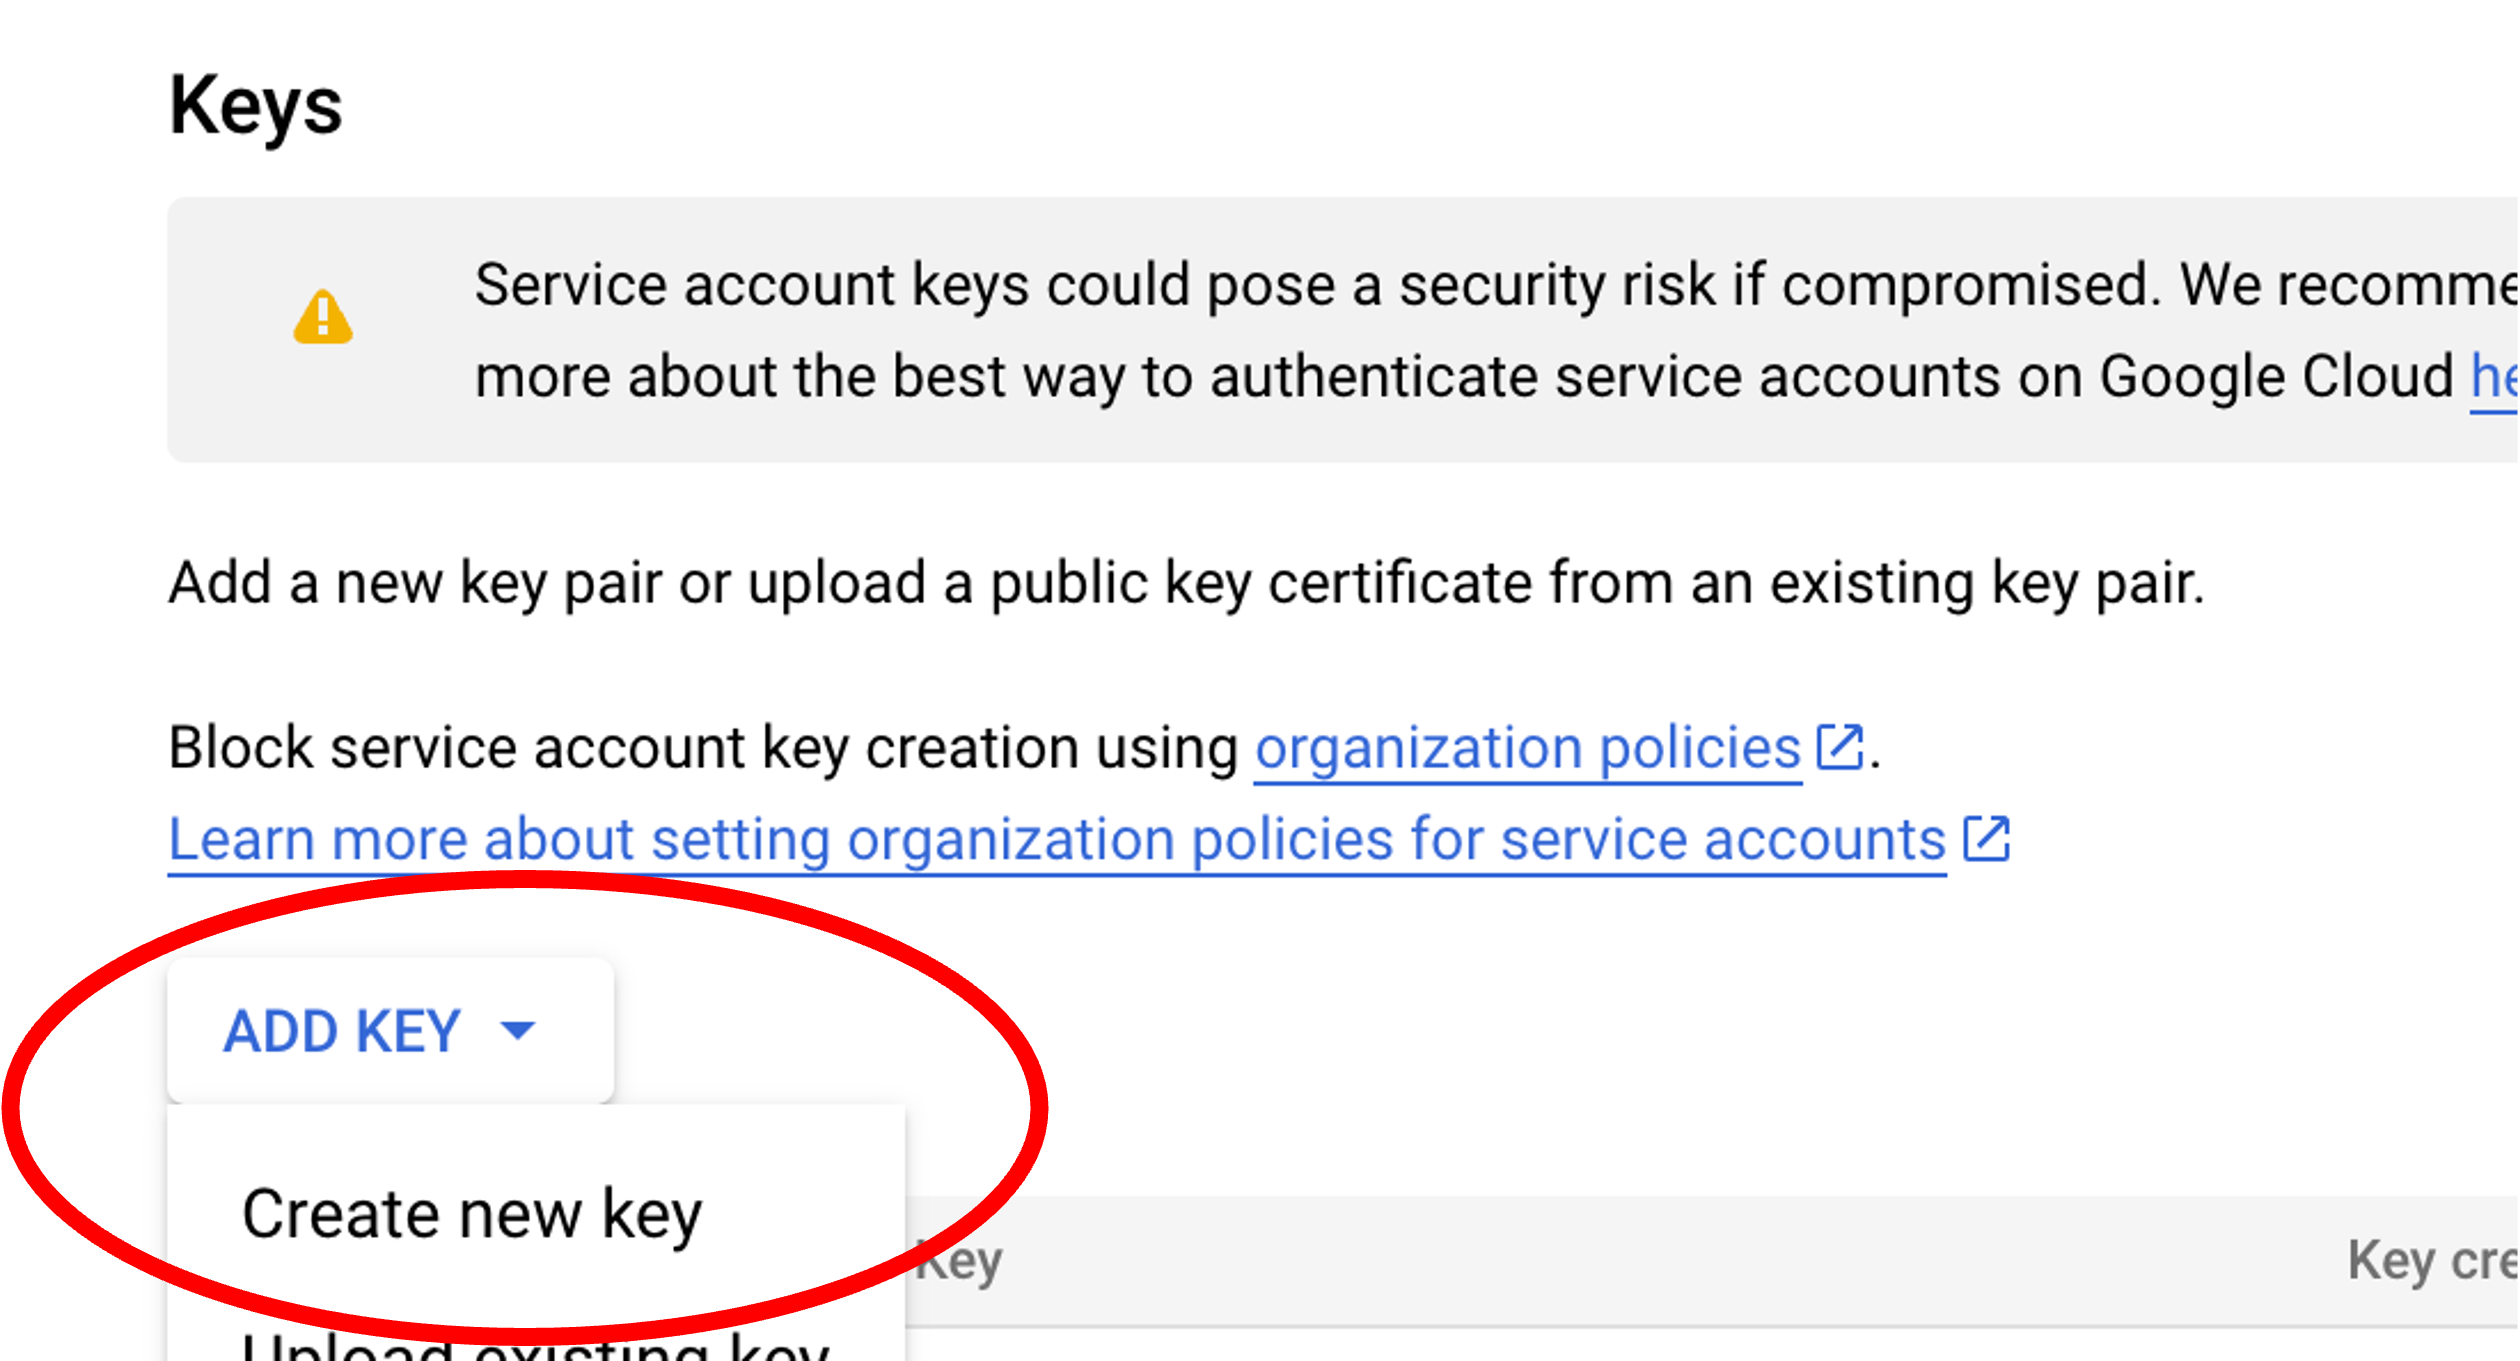 Keys
Service account keys could pose a security risk if compromised. We recomme
more about the best way to authenticate service accounts on Google Cloud he
Add a new key pair or upload a public key certificate from an existing key pair.
Block service account key creation using organization policies.
Learn more about setting organization policies for service accounts
ADD KEY
Create new key
Key Key cre
Upload existing key